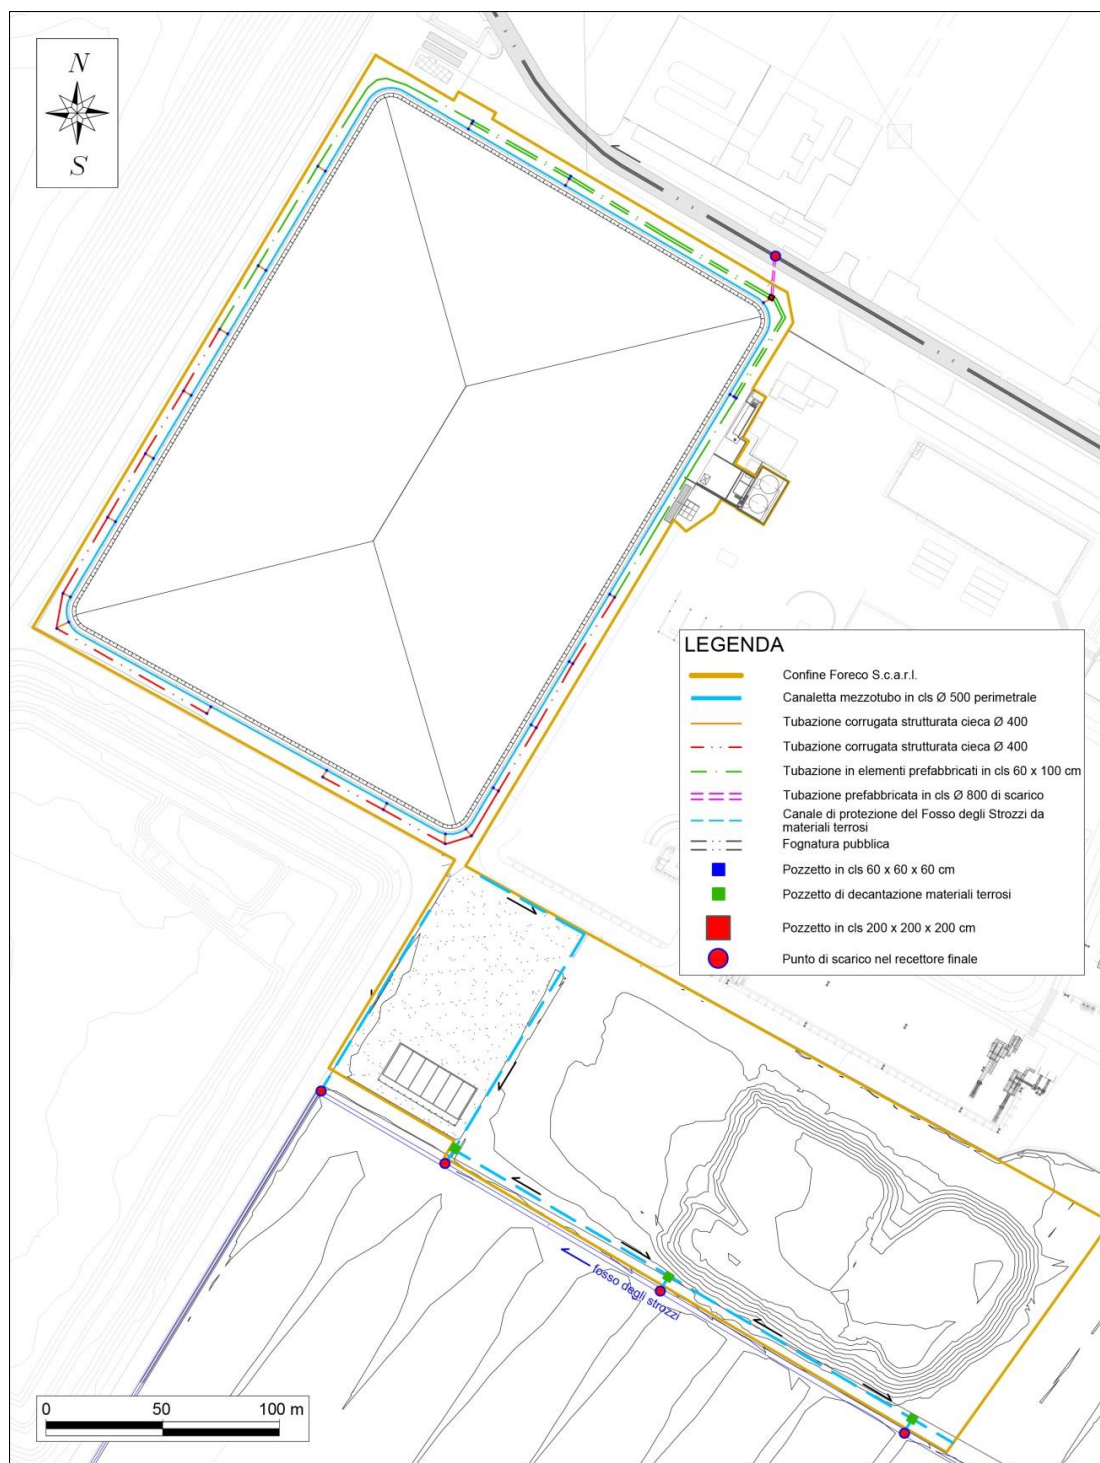 N
S
LEGENDA
Confine Foreco S.c.a.r.l.
Canaletta mezzotubo in cls Ø 500 perimetrale
Tubazione corrugata strutturata cieca Ø 400
Tubazione corrugata strutturata cieca Ø 400
Tubazione in elementi prefabbricati in cls 60 x 100 cm
Tubazione prefabbricata in cls Ø 800 di scarico
Canale di protezione del Fosso degli Strozzi da
materiali terrosi
Fognatura pubblica
Pozzetto in cls 60 x 60 x 60 cm
Pozzetto di decantazione materiali terrosi
Pozzetto in cls 200 x 200 x 200 cm
Punto di scarico nel recettore finale
fosso degli strozzi
0 50 100 m